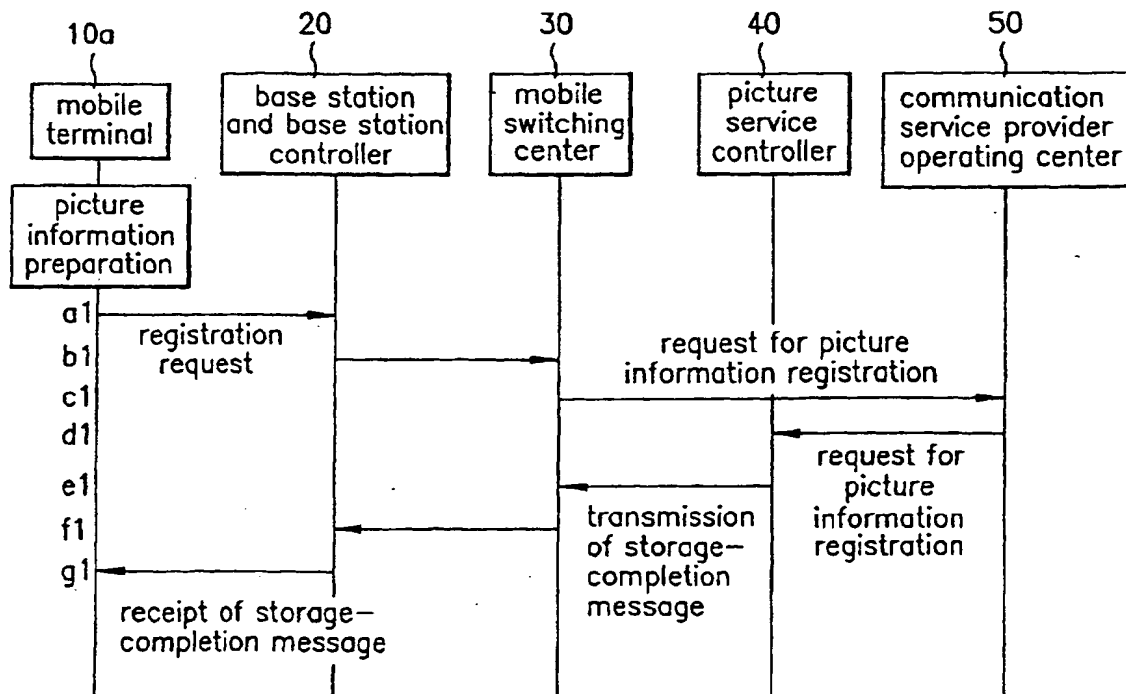 10a
20
30
40
50
mobile
terminal
base station
and base station
controller
mobile
switching
center
picture
service
controller
communication
service provider
operating center
picture
information
preparation
a1
registration
request
b1
request for picture
information registration
c1
d1
request for
picture
information
registration
e1
transmission
of storage-
completion
message
f1
g1
receipt of storage-
completion message